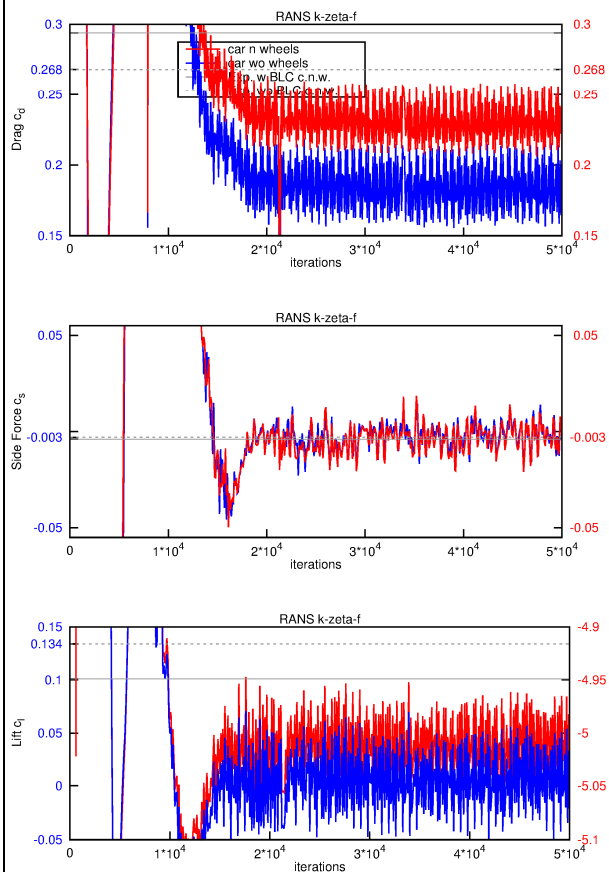 RANS k-zeta-f
0.3 0.3
car n wheels
car wo wheels
0.268 0.268
w BLC c.n.w.
0.25 0.25
BLC
Drag cd
0.2 0.2
0.15 0.15
1*10^4 2*10^4 3*10^4 4*10^4 5*10^4
0
iterations
RANS k-zeta-f
0.05 0.05
Side Force cs
-0.003 -0.003
-0.05 -0.05
0 1*10^4 2*10^4 3*10^4 4*10^4 5*10^4
iterations
RANS k-zeta-f
0.15 -4.9
0.134
0.1 -4.95
Lift cl
0.05 -5
0 -5.05
-0.05 -5.1
0 1*10^4 2*10^4 3*10^4 4*10^4 5*10^4
iterations